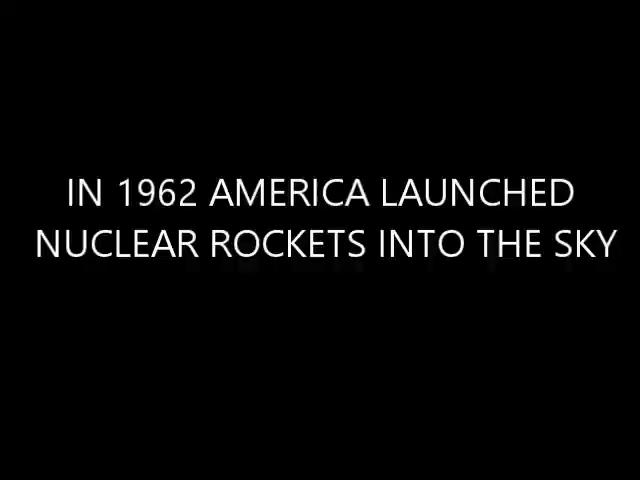 IN 1962 AMERICA LAUNCHED
NUCLEAR ROCKETS INTO THE SKY